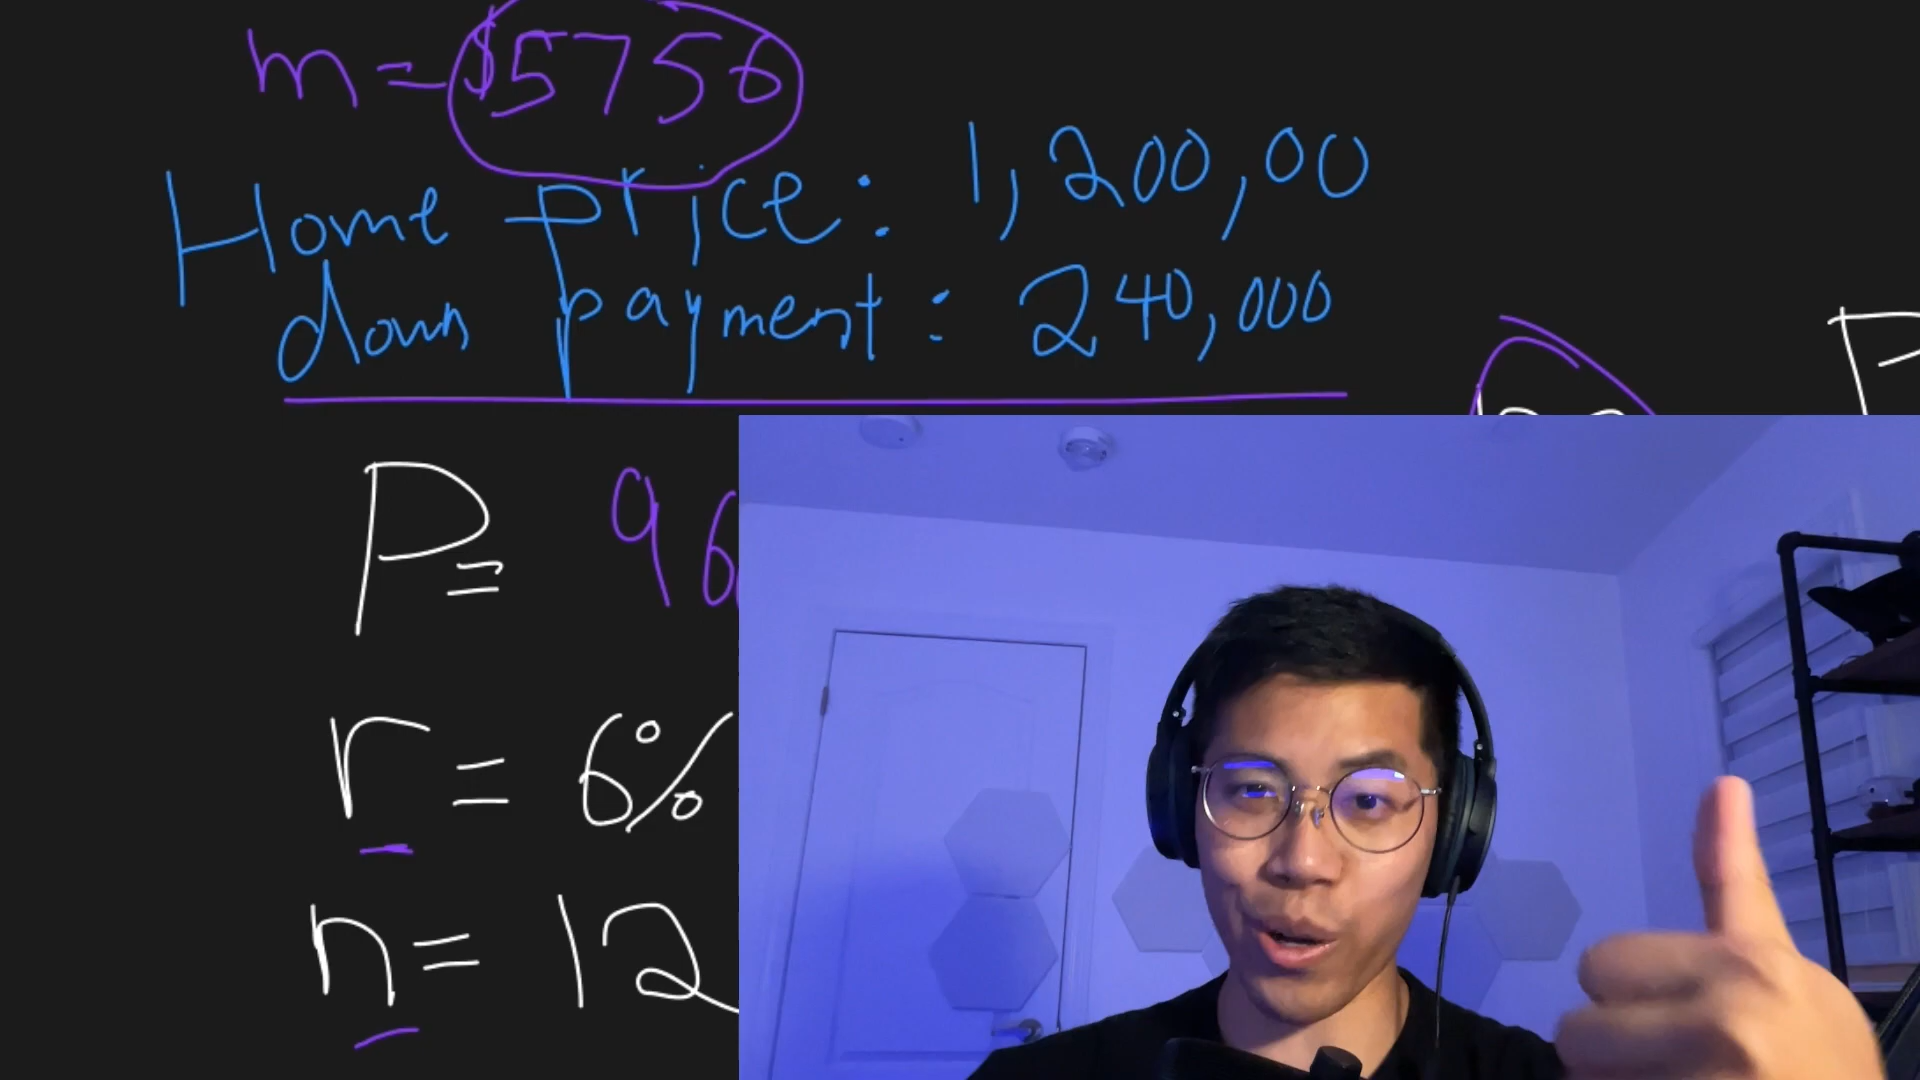 m = $5756
Home price: 1,200,00
down payment: 240,000
P
P= 96
r = 6%
n= 12